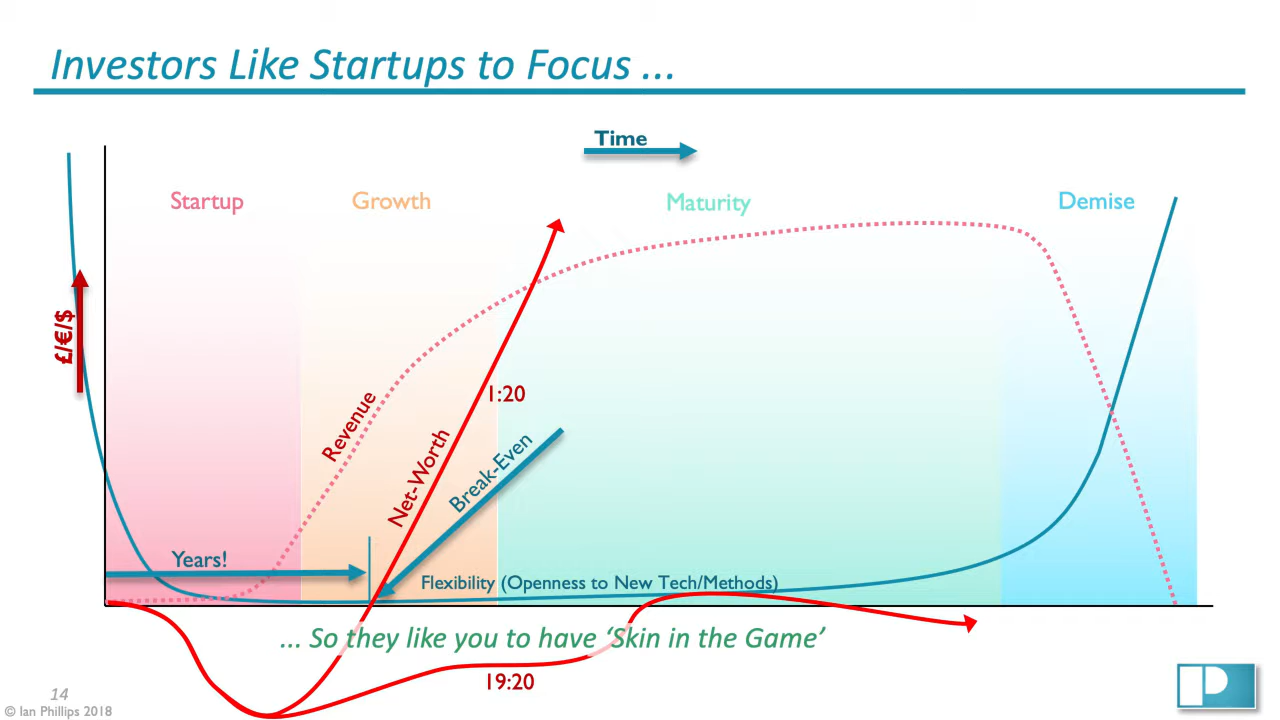 Investors Like Startups to Focus ...
Time
Startup
Growth
Maturity
Demise
£/€/$
Revenue
Net-Worth
1:20
Break-Even
Years!
Flexibility (Openness to New Tech/Methods)
... So they like you to have ‘Skin in the Game’
19:20
14
© Ian Phillips 2018
P